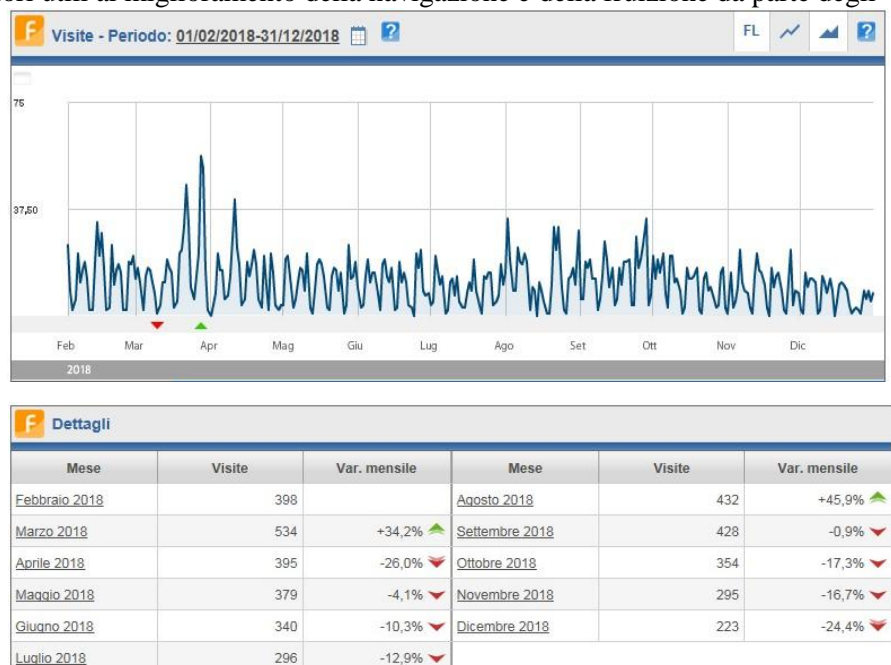 Visite - Periodo: 01/02/2018-31/12/2018 ? FL ?
75
37,50
Feb Mar Apr Mag Giu Lug Ago Set Ott Nov Dic
2018
F Dettagli
Mese Visite Var. mensile Mese Visite Var. mensile
Febbraio 2018 398 Agosto 2018 432 +45,9%
Marzo 2018 534 +34,2% Settembre 2018 428 -0,9%
Aprile 2018 395 -26,0% Ottobre 2018 354 -17,3%
Maggio 2018 379 -4,1% Novembre 2018 295 -16,7%
Giugno 2018 340 -10,3% Dicembre 2018 223 -24,4%
Luglio 2018 296 -12,9%